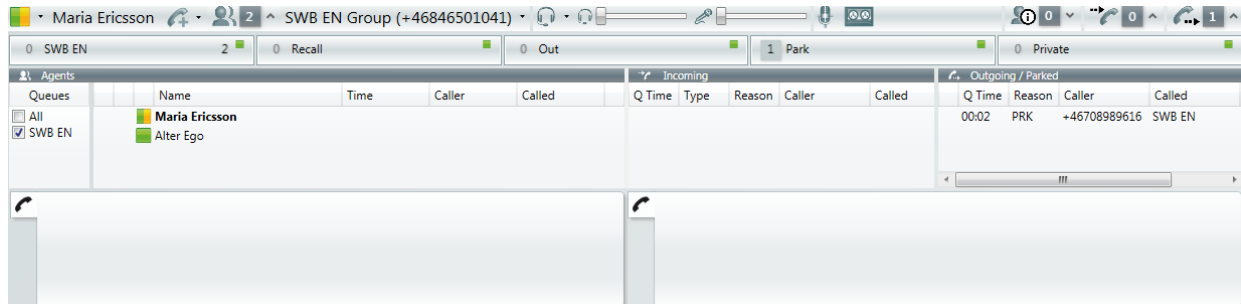 Maria Ericsson 2 SWB EN Group (+46846501041) 0 0 1
0 SWB EN 2 0 Recall 0 Out 1 Park 0 Private
Agents Incoming Outgoing / Parked
Queues Name Time Caller Called Q Time Type Reason Caller Called Q Time Reason Caller Called
All Maria Ericsson 00:02 PRK +46708989616 SWB EN
SWB EN Alter Ego